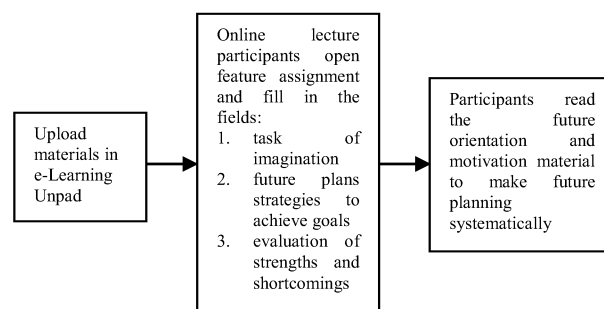 Upload
materials in
e-Learning
Unpad
Online lecture
participants open
feature assignment
and fill in the
fields:
1. task of
imagination
2. future plans
strategies to
achieve goals
3. evaluation of
strengths and
shortcomings
Participants read
the future
orientation and
motivation material
to make future
planning
systematically